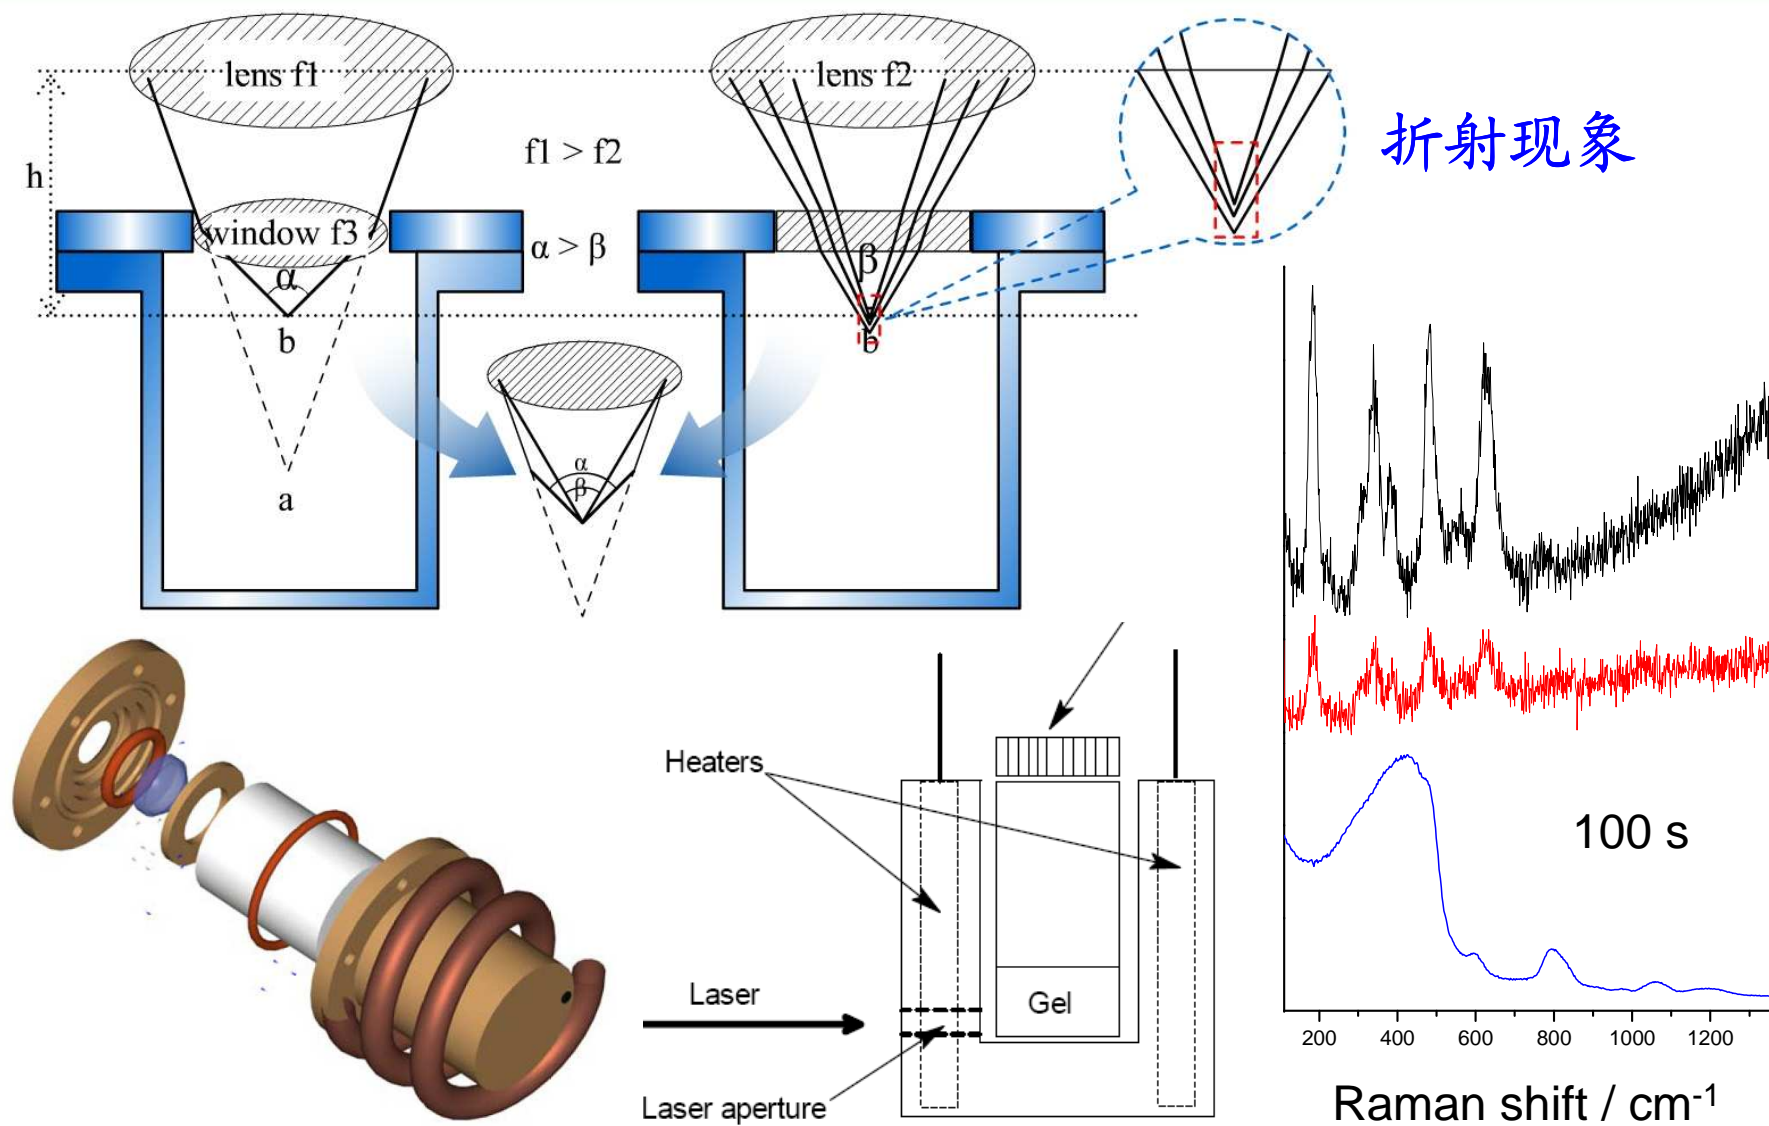 lens f1
lens f2
折射现象
f1 > f2
h
window f3
α > β
α
β
b
b
a
α
β
Heaters
100 s
Laser
Gel
Laser aperture
200 400 600 800 1000 1200
Raman shift / cm-1